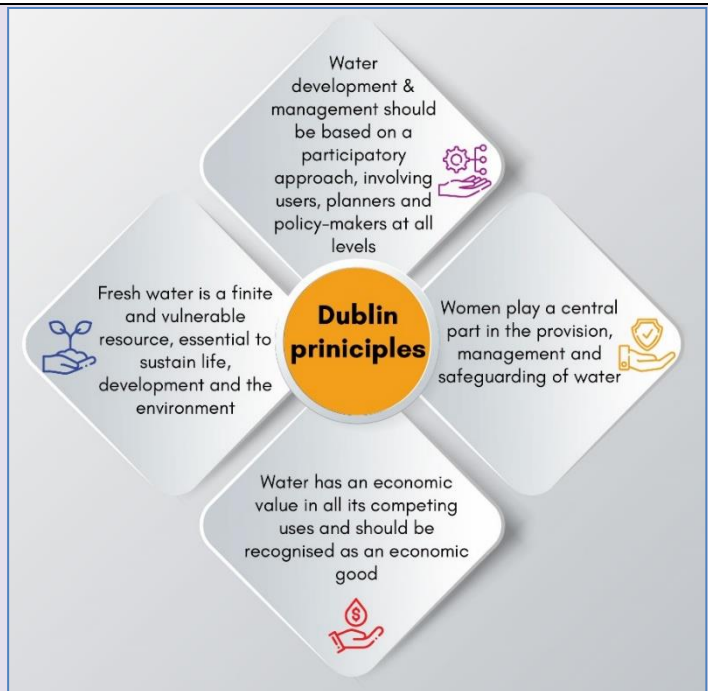 Water
development &
management should
be based on a
participatory
approach, involving
users, planners and
policy-makers at all
levels
Fresh water is a finite
and vulnerable
resource, essential to
sustain life,
development and the
environment
Dublin
priniciples
Women play a central
part in the provision,
management and
safeguarding of water
Water has an economic
value in all its competing
uses and should be
recognised as an economic
good
$